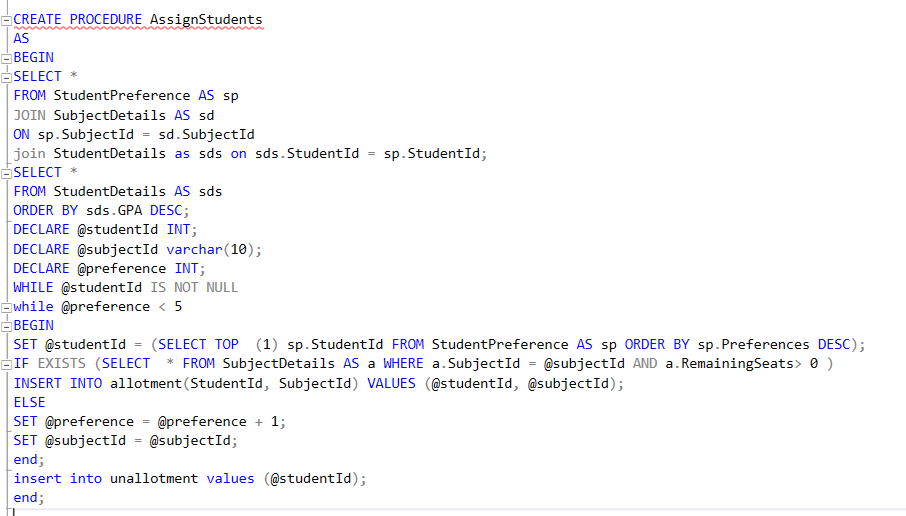 CREATE PROCEDURE AssignStudents
AS
BEGIN
SELECT *
FROM StudentPreference AS sp
JOIN SubjectDetails AS sd
ON sp.SubjectId = sd.SubjectId
join StudentDetails as sds on sds.StudentId = sp.StudentId;
SELECT *
FROM StudentDetails AS sds
ORDER BY sds.GPA DESC;
DECLARE @studentId INT;
DECLARE @subjectId varchar(10);
DECLARE @preference INT;
WHILE @studentId IS NOT NULL
while @preference < 5
BEGIN
SET @studentId = (SELECT TOP  (1) sp.StudentId FROM StudentPreference AS sp ORDER BY sp.Preferences DESC);
IF EXISTS (SELECT  * FROM SubjectDetails AS a WHERE a.SubjectId = @subjectId AND a.RemainingSeats> 0 )
INSERT INTO allotment(StudentId, SubjectId) VALUES (@studentId, @subjectId);
ELSE
SET @preference = @preference + 1;
SET @subjectId = @subjectId;
end;
insert into unallotment values (@studentId);
end;